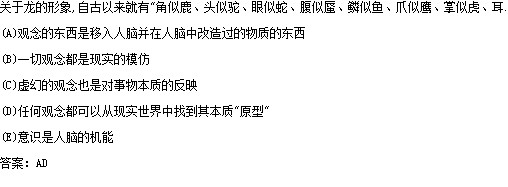 关于龙的形象,自古以来就有"角似鹿、头似驼、眼似蛇、腹似蜃、鳞似鱼、爪似鹰、掌似虎、耳.
(A)观念的东西是移入人脑并在人脑中改造过的物质的东西
(B)一切观念都是现实的模仿
(C)虚幻的观念也是对事物本质的反映
(D)任何观念都可以从现实世界中找到其本质"原型"
(E)意识是人脑的机能
答案: AD